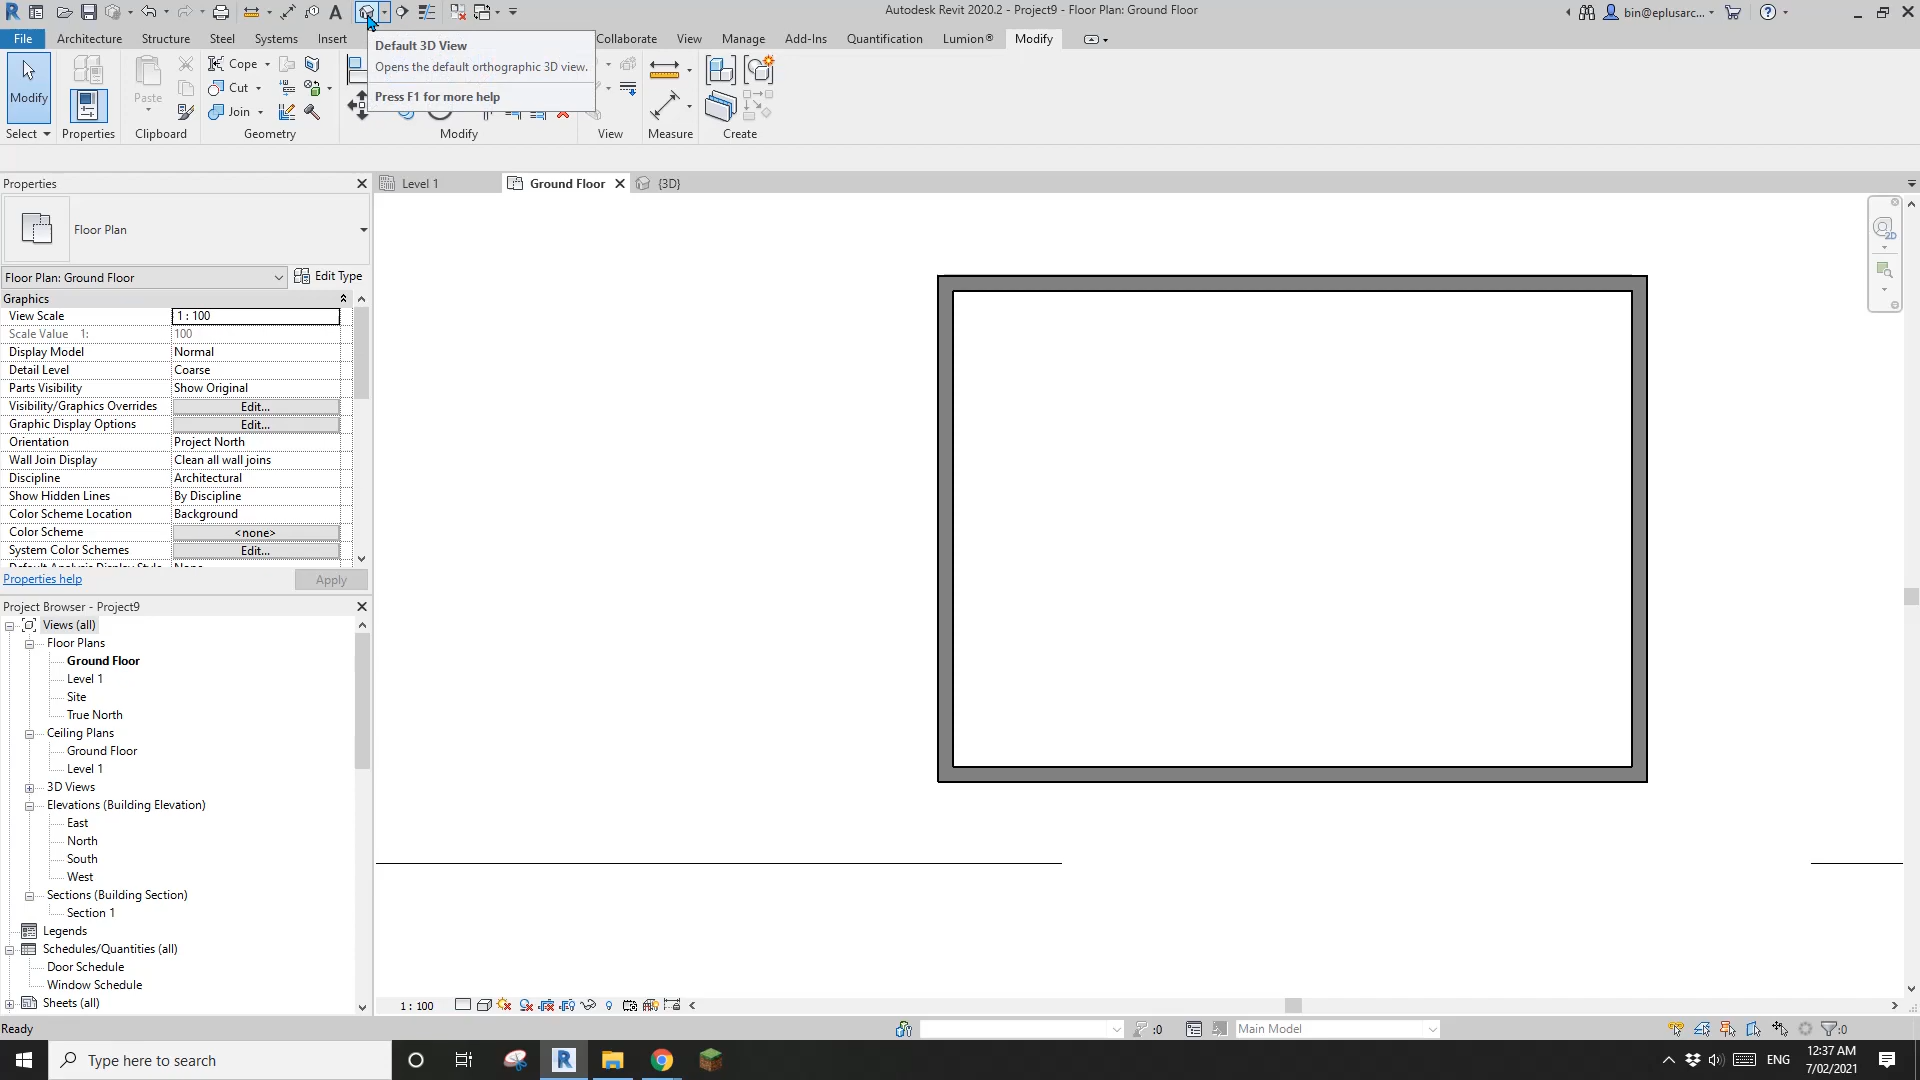 Autodesk Revit 2020.2 - Project9 - Floor Plan: Ground Floor
bin@eplusarc...
File
Architecture
Structure
Steel
Systems
Insert
Collaborate
View
Manage
Add-Ins
Quantification
Lumion®
Modify
Default 3D View
Opens the default orthographic 3D view.
Press F1 for more help
Modify
Paste
Cope
Cut
Join
Select
Properties
Clipboard
Geometry
Modify
View
Measure
Create
Properties
Level 1
Ground Floor
{3D}
Floor Plan
Floor Plan: Ground Floor
Edit Type
Graphics
View Scale 1 : 100
Scale Value 1: 100
Display Model Normal
Detail Level Coarse
Parts Visibility Show Original
Visibility/Graphics Overrides Edit...
Graphic Display Options Edit...
Orientation Project North
Wall Join Display Clean all wall joins
Discipline Architectural
Show Hidden Lines By Discipline
Color Scheme Location Background
Color Scheme <none>
System Color Schemes Edit...
Default Analysis Display Style None
Properties help
Apply
Project Browser - Project9
Views (all)
Floor Plans
Ground Floor
Level 1
Site
True North
Ceiling Plans
Ground Floor
Level 1
3D Views
Elevations (Building Elevation)
East
North
South
West
Sections (Building Section)
Section 1
Legends
Schedules/Quantities (all)
Door Schedule
Window Schedule
Sheets (all)
2D
1 : 100
Ready
:0
Main Model
:0
Type here to search
ENG
12:37 AM
7/02/2021